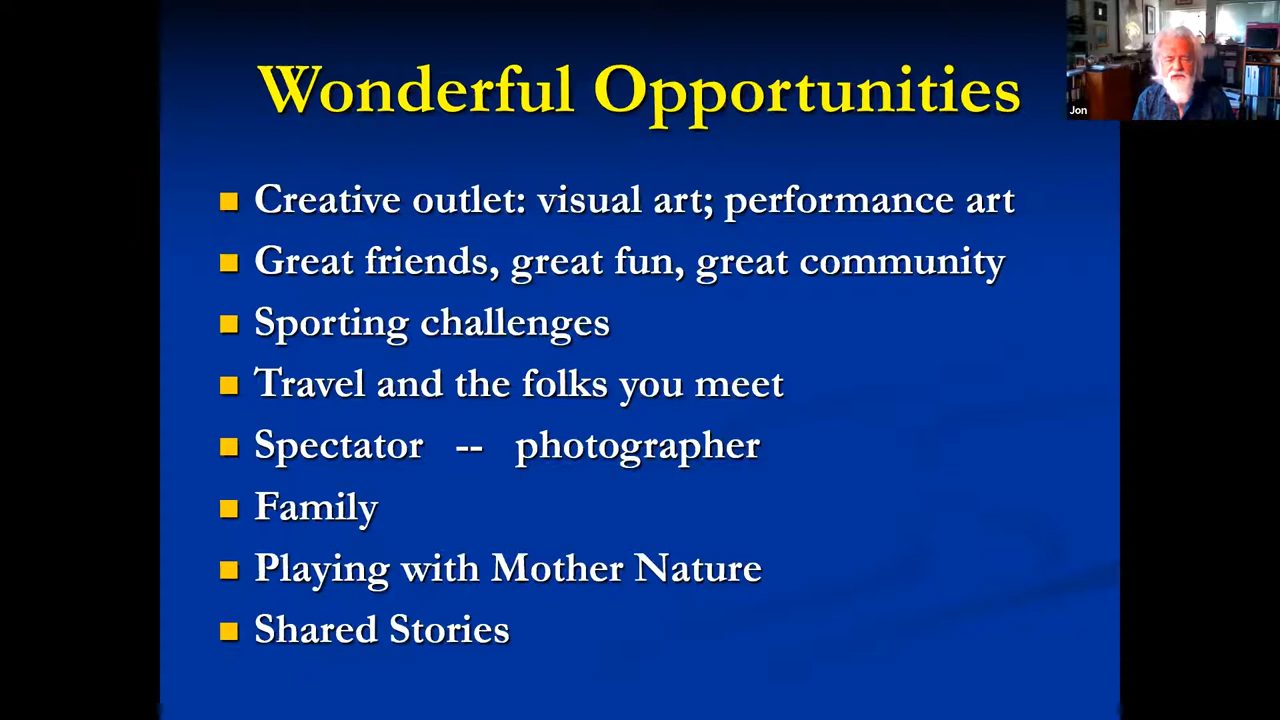 Wonderful Opportunities
Jon
Creative outlet: visual art; performance art
Great friends, great fun, great community
Sporting challenges
Travel and the folks you meet
Spectator -- photographer
Family
Playing with Mother Nature
Shared Stories